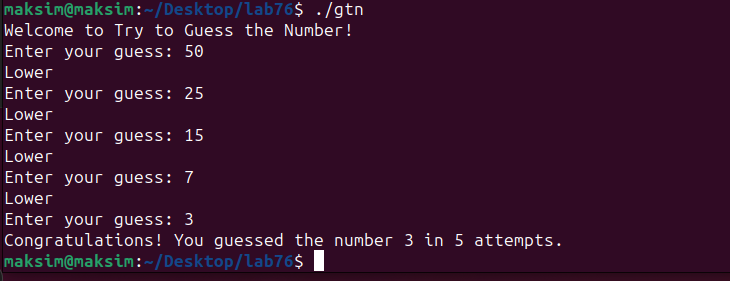 maksim@maksim:~/Desktop/lab76$ ./gtn
Welcome to Try to Guess the Number!
Enter your guess: 50
Lower
Enter your guess: 25
Lower
Enter your guess: 15
Lower
Enter your guess: 7
Lower
Enter your guess: 3
Congratulations! You guessed the number 3 in 5 attempts.
maksim@maksim:~/Desktop/lab76$